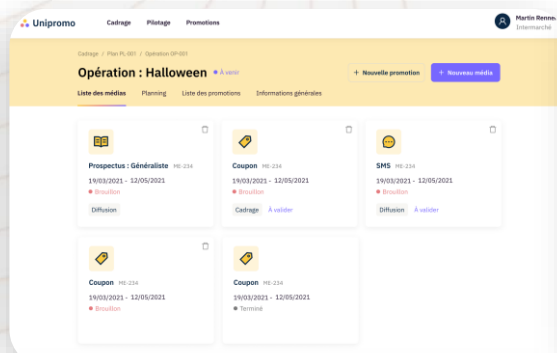 Unipromo
Cadrage Pilotage Promotions
Martin Renne
Intermarché
Cadrage / Plan PL-001 / Opération OP-001
Opération : Halloween • À venir
+ Nouvelle promotion
+ Nouveau média
Liste des médias Planning Liste des promotions Informations générales
Prospectus : Généraliste ME-234
19/03/2021 - 12/05/2021
• Brouillon
Diffusion
Coupon ME-234
19/03/2021 - 12/05/2021
• Brouillon
Cadrage À valider
SMS ME-234
19/03/2021 - 12/05/2021
• Brouillon
Diffusion À valider
Coupon ME-234
19/03/2021 - 12/05/2021
• Brouillon
Coupon ME-234
19/03/2021 - 12/05/2021
• Terminé